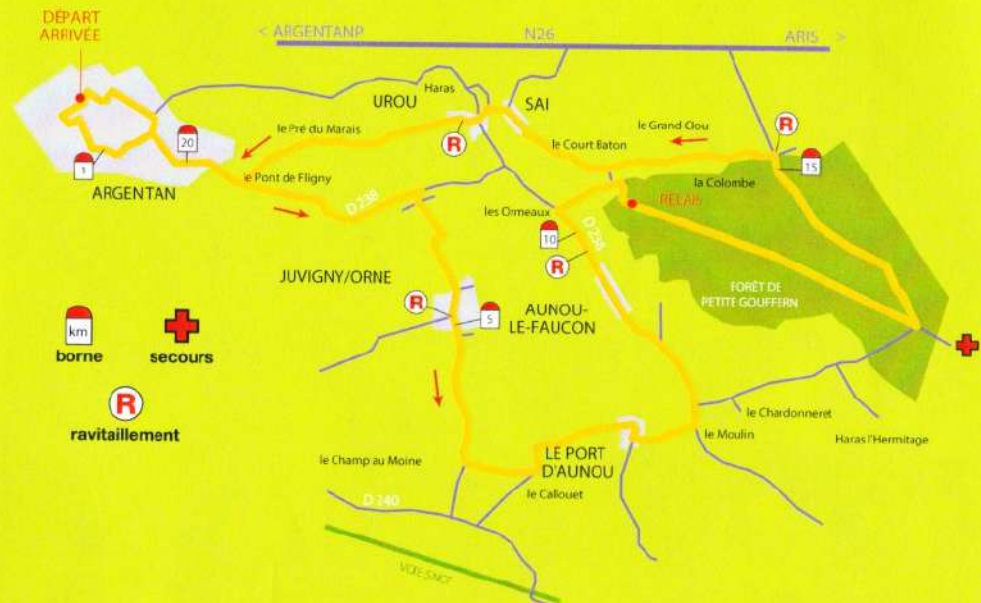 DÉPART
ARRIVÉE
< ARGENTANP
N26
ARIS >
Haras
UROU
SAI
le Pré du Marais
R
le Court Baton
le Grand Clou
R
20
1
15
ARGENTAN
le Pont de Fligny
D 238
la Colombe
RELAIS
les Ormeaux
10
D 238
R
JUVIGNY/ORNE
R
5
AUNOU-
LE-FAUCON
FORÊT DE
PETITE GOUFFERN
km
borne
secours
R
ravitaillement
le Chardonneret
le Moulin
Haras l'Hermitage
le Champ au Moine
LE PORT
D'AUNOU
le Callouet
D 240
VOIE SNCF